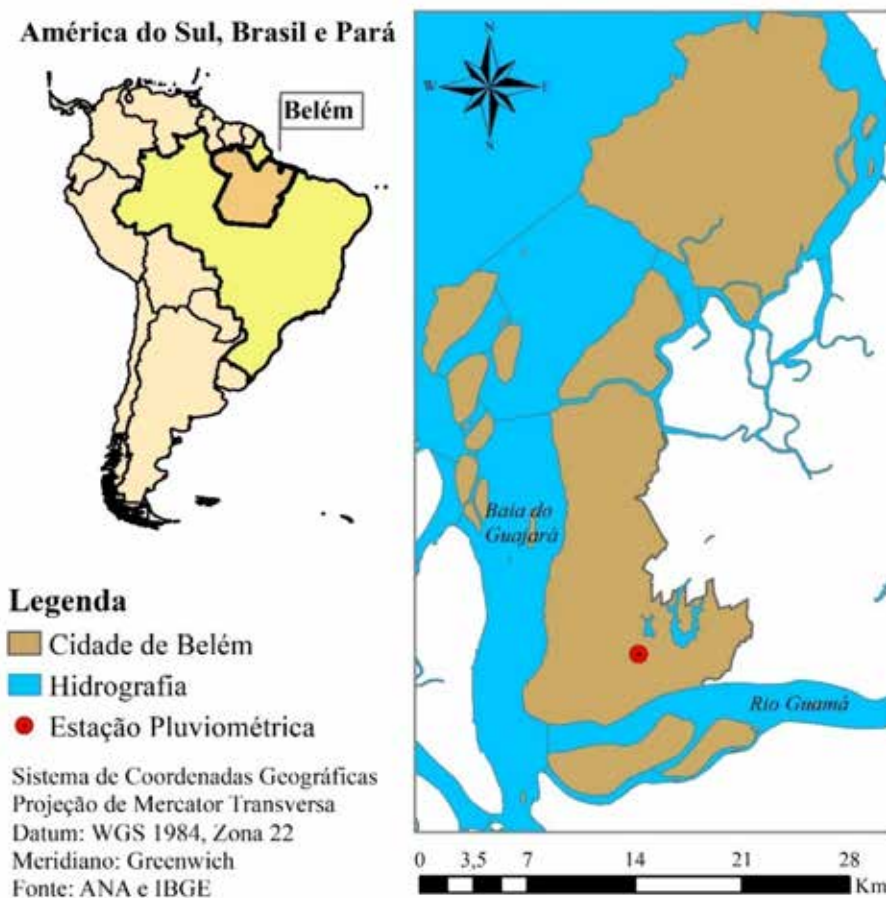 América do Sul, Brasil e Pará
Belém
N
W
E
S
Baía do
Guajará
Rio Guamá
Legenda
Cidade de Belém
Hidrografia
Estação Pluviométrica
Sistema de Coordenadas Geográficas
Projeção de Mercator Transversa
Datum: WGS 1984, Zona 22
Meridiano: Greenwich
Fonte: ANA e IBGE
0 3,5 7 14 21 28
Km